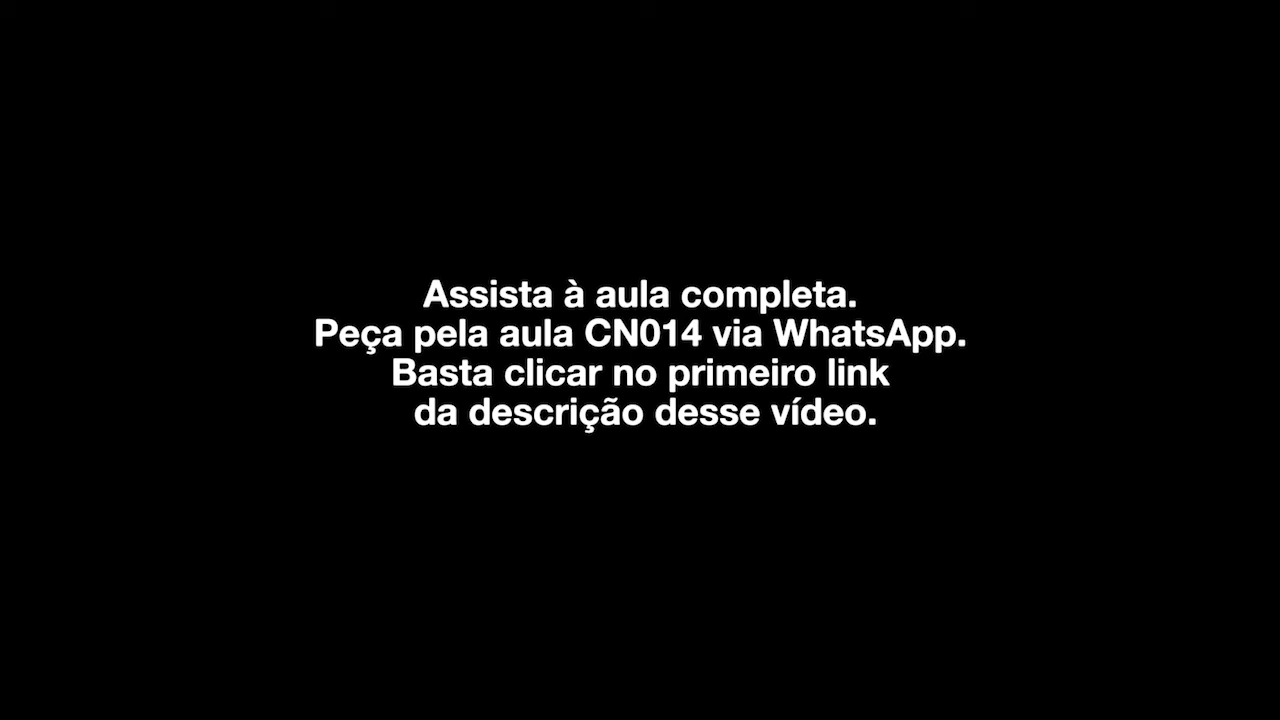 Assista à aula completa.
Peça pela aula CN014 via WhatsApp.
Basta clicar no primeiro link
da descrição desse vídeo.